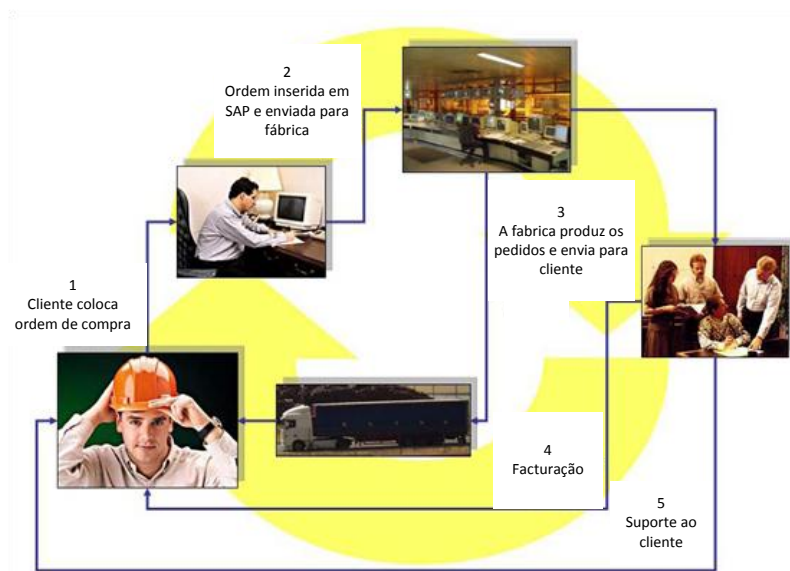 1
Cliente coloca
ordem de compra
2
Ordem inserida em
SAP e enviada para
fábrica
3
A fabrica produz os
pedidos e envia para
cliente
4
Facturação
5
Suporte ao
cliente